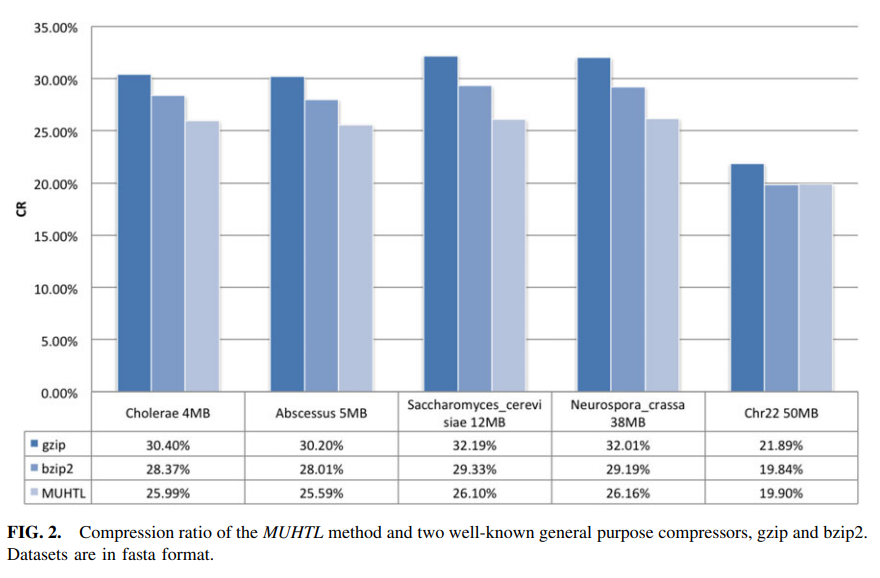 35.00%
30.00%
25.00%
20.00%
15.00%
10.00%
5.00%
0.00%
CR
Cholerae 4MB
Abscessus 5MB
Saccharomyces_cerevi
siae 12MB
Neurospora_crassa
38MB
Chr22 50MB
gzip 30.40% 30.20% 32.19% 32.01% 21.89%
bzip2 28.37% 28.01% 29.33% 29.19% 19.84%
MUHTL 25.99% 25.59% 26.10% 26.16% 19.90%
FIG. 2. Compression ratio of the MUHTL method and two well-known general purpose compressors, gzip and bzip2.
Datasets are in fasta format.